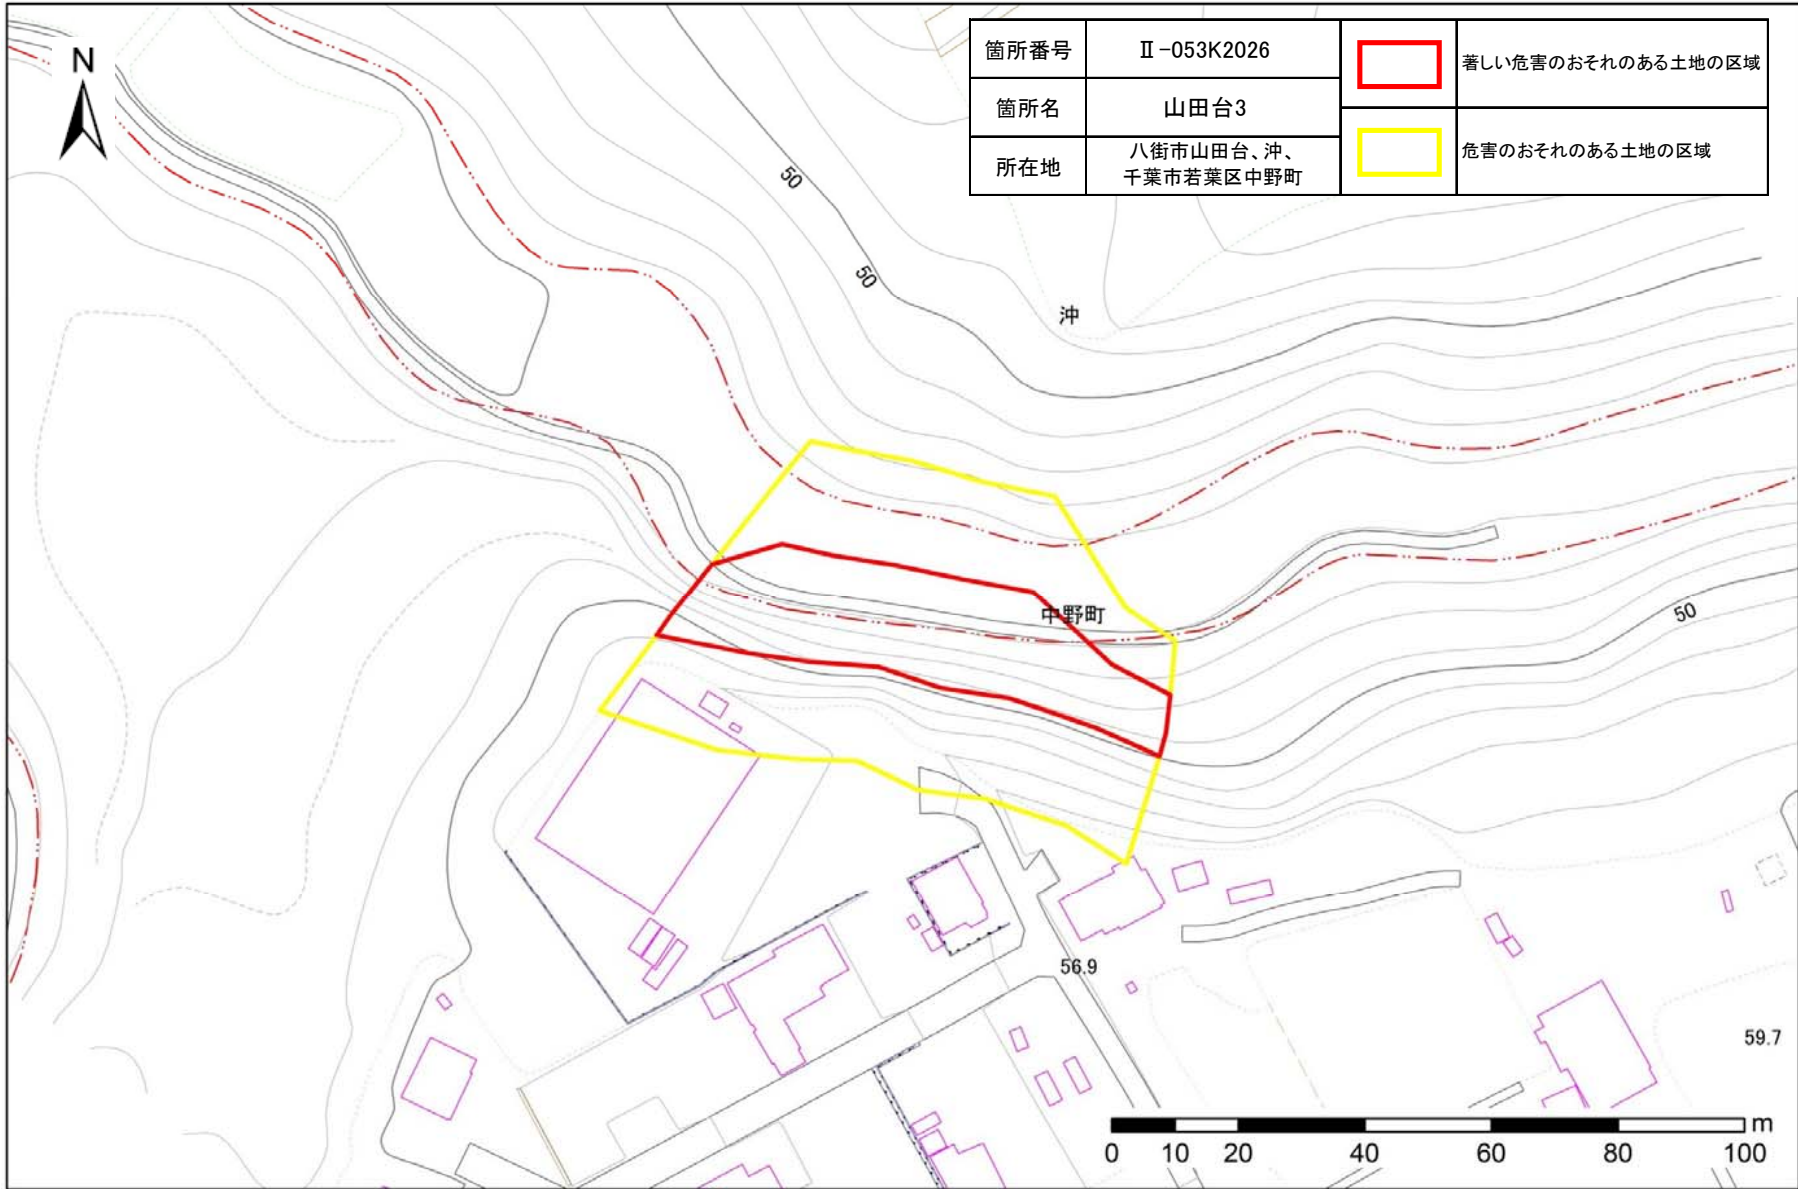 N
箇所番号
Ⅱ-053K2026
著しい危害のおそれのある土地の区域
箇所名
山田台3
危害のおそれのある土地の区域
所在地
八街市山田台、沖、
千葉市若葉区中野町
50
50
沖
中野町
50
56.9
59.7
m
0 10 20 40 60 80 100